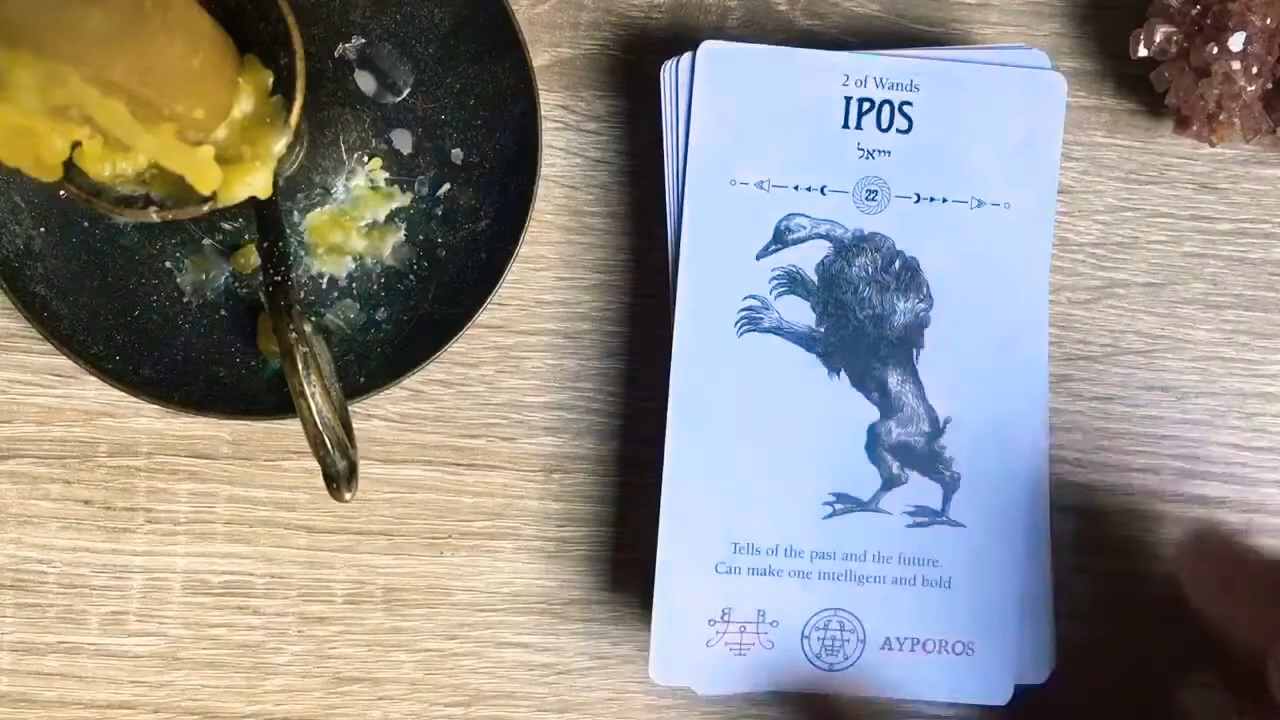 2 of Wands
IPOS
ייאל
22
Tells of the past and the future.
Can make one intelligent and bold
AYPOROS